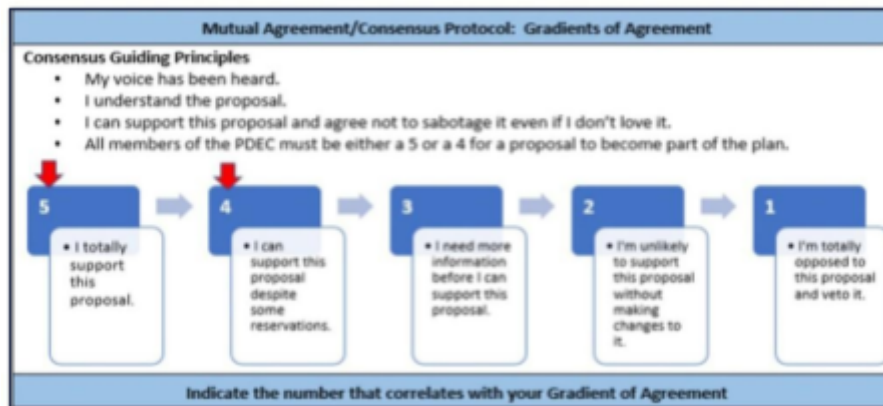 Mutual Agreement/Consensus Protocol: Gradients of Agreement
Consensus Guiding Principles
• My voice has been heard.
• I understand the proposal.
• I can support this proposal and agree not to sabotage it even if I don't love it.
• All members of the PDEC must be either a 5 or a 4 for a proposal to become part of the plan.
5
• I totally
support
this
proposal.
4
• I can
support this
proposal
despite
some
reservations.
3
• I need more
information
before I can
support this
proposal.
2
• I'm unlikely
to support
this proposal
without
making
changes to
it.
1
• I'm totally
opposed to
this proposal
and veto it.
Indicate the number that correlates with your Gradient of Agreement